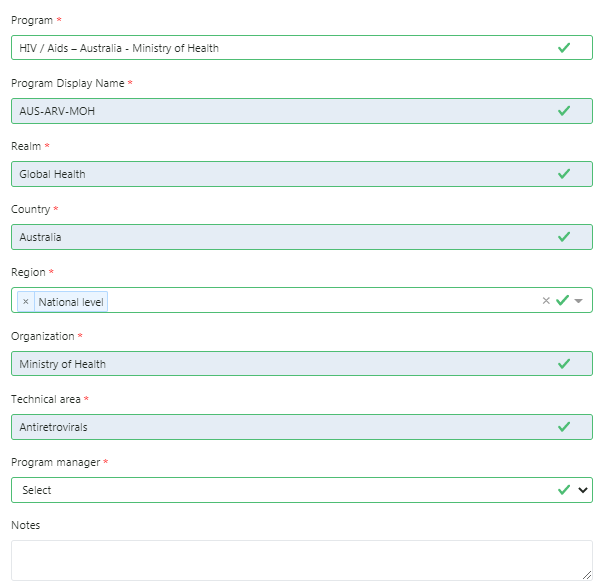 Program *
HIV / Aids – Australia - Ministry of Health
Program Display Name *
AUS-ARV-MOH
Realm *
Global Health
Country *
Australia
Region *
× National level ×
Organization *
Ministry of Health
Technical area *
Antiretrovirals
Program manager *
Select
Notes